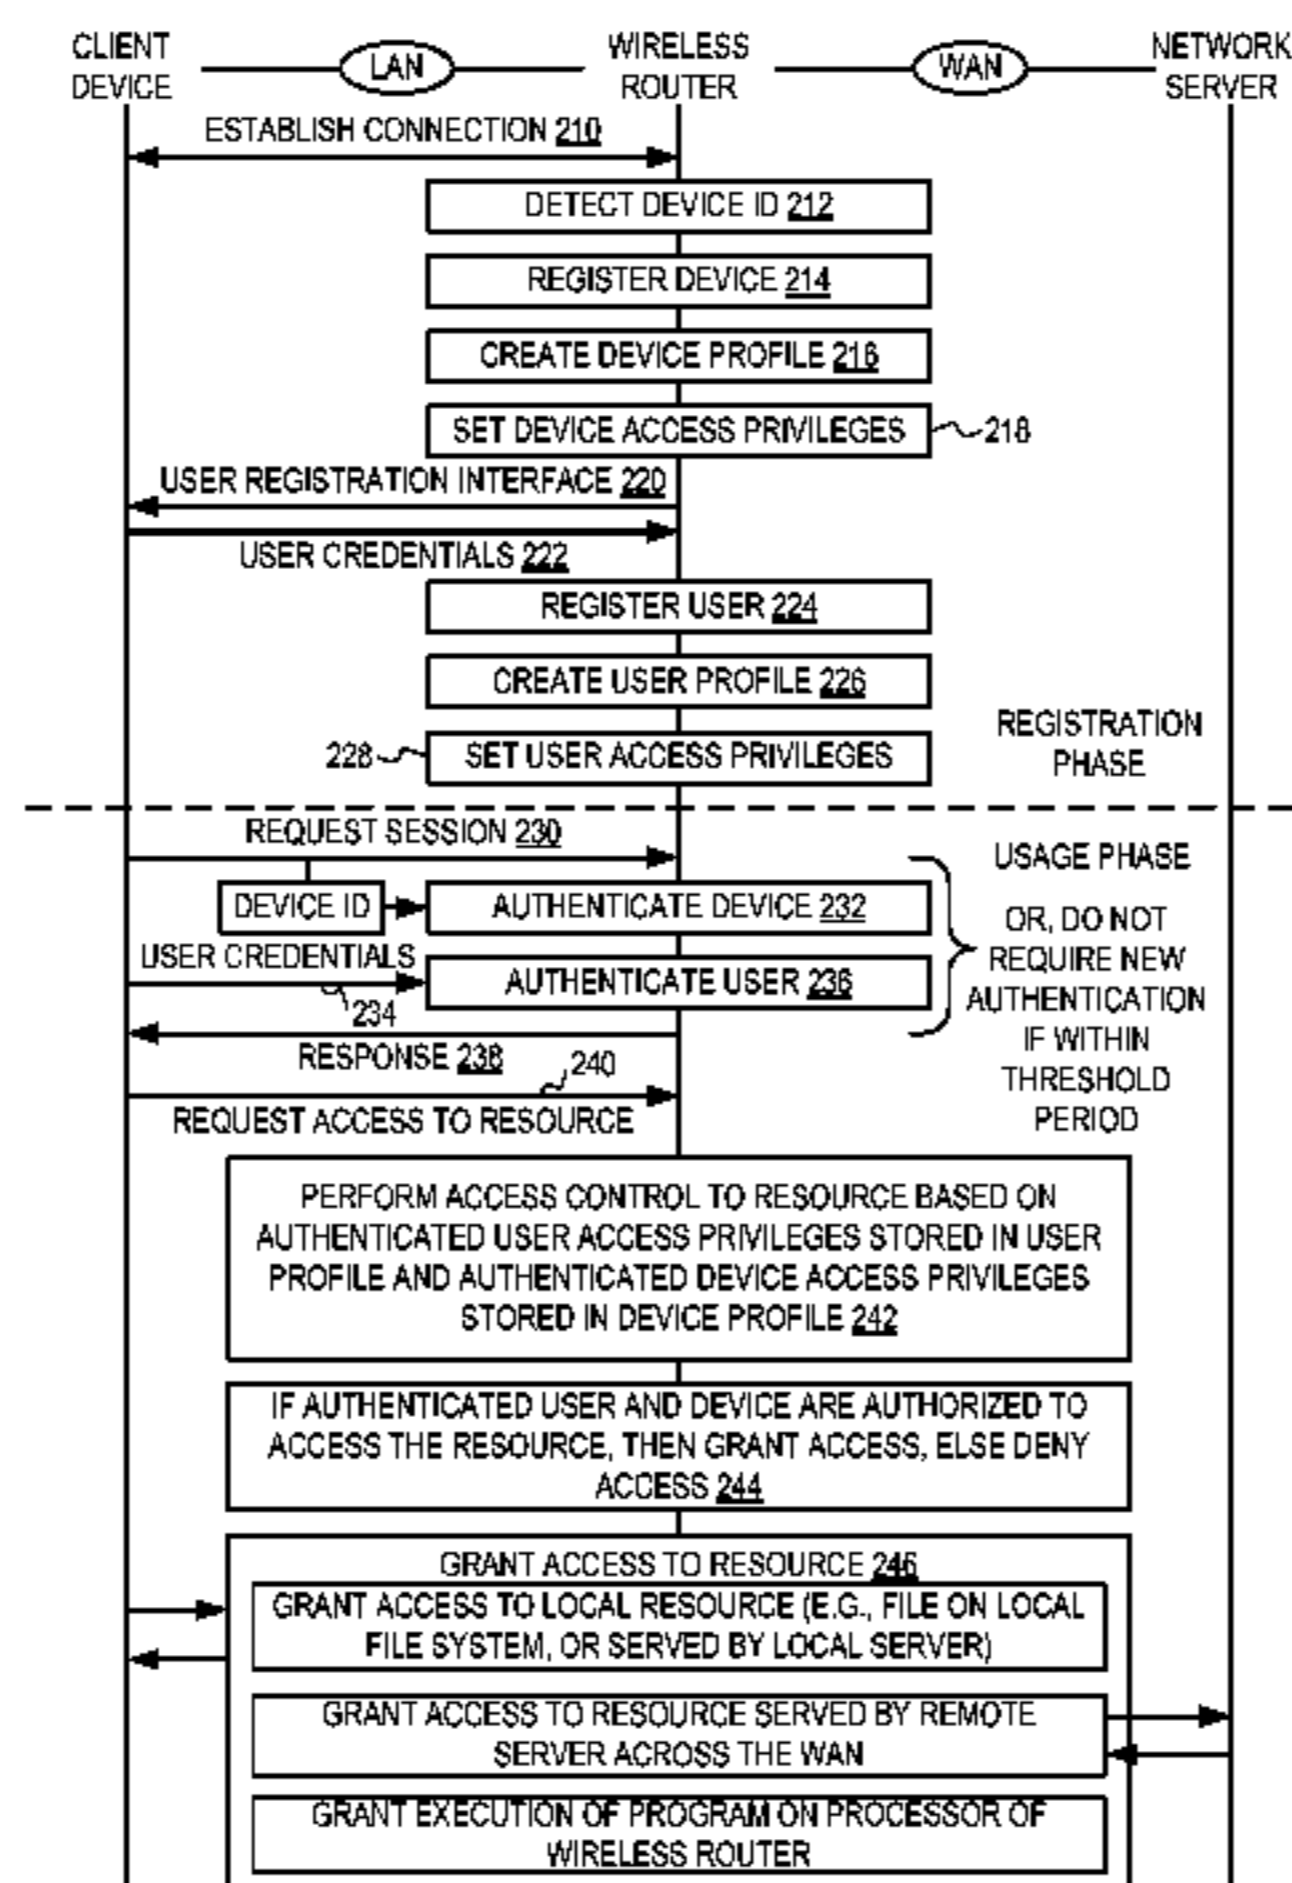 CLIENT DEVICE
LAN
WIRELESS ROUTER
WAN
NETWORK SERVER
ESTABLISH CONNECTION 210
DETECT DEVICE ID 212
REGISTER DEVICE 214
CREATE DEVICE PROFILE 216
SET DEVICE ACCESS PRIVILEGES
218
USER REGISTRATION INTERFACE 220
USER CREDENTIALS 222
REGISTER USER 224
CREATE USER PROFILE 226
228
SET USER ACCESS PRIVILEGES
REGISTRATION
PHASE
REQUEST SESSION 230
USAGE PHASE
DEVICE ID
AUTHENTICATE DEVICE 232
USER CREDENTIALS
234
AUTHENTICATE USER 236
OR, DO NOT
REQUIRE NEW
AUTHENTICATION
IF WITHIN
THRESHOLD
PERIOD
RESPONSE 238
240
REQUEST ACCESS TO RESOURCE
PERFORM ACCESS CONTROL TO RESOURCE BASED ON
AUTHENTICATED USER ACCESS PRIVILEGES STORED IN USER
PROFILE AND AUTHENTICATED DEVICE ACCESS PRIVILEGES
STORED IN DEVICE PROFILE 242
IF AUTHENTICATED USER AND DEVICE ARE AUTHORIZED TO
ACCESS THE RESOURCE, THEN GRANT ACCESS, ELSE DENY
ACCESS 244
GRANT ACCESS TO RESOURCE 246
GRANT ACCESS TO LOCAL RESOURCE (E.G., FILE ON LOCAL
FILE SYSTEM, OR SERVED BY LOCAL SERVER)
GRANT ACCESS TO RESOURCE SERVED BY REMOTE
SERVER ACROSS THE WAN
GRANT EXECUTION OF PROGRAM ON PROCESSOR OF
WIRELESS ROUTER